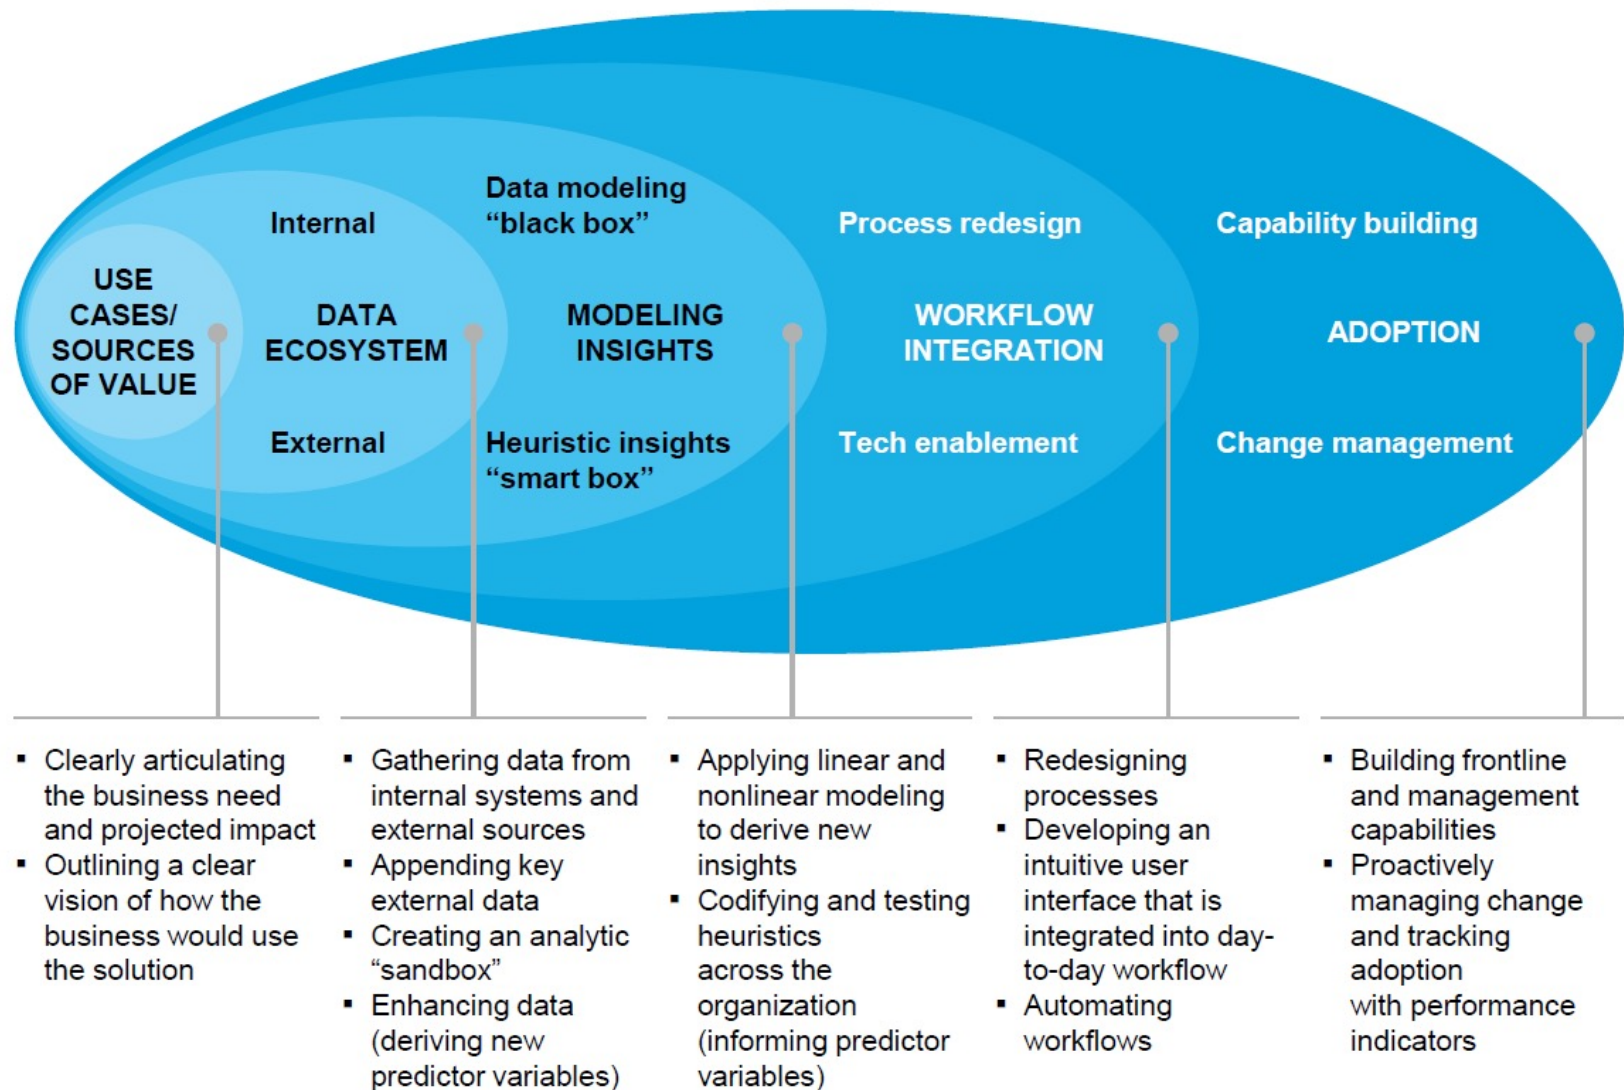 USE
CASES/
SOURCES
OF VALUE
Internal
DATA
ECOSYSTEM
External
Data modeling
“black box”
MODELING
INSIGHTS
Heuristic insights
“smart box”
Process redesign
WORKFLOW
INTEGRATION
Tech enablement
Capability building
ADOPTION
Change management
▪ Clearly articulating
the business need
and projected impact
▪ Outlining a clear
vision of how the
business would use
the solution
▪ Gathering data from
internal systems and
external sources
▪ Appending key
external data
▪ Creating an analytic
“sandbox”
▪ Enhancing data
(deriving new
predictor variables)
▪ Applying linear and
nonlinear modeling
to derive new
insights
▪ Codifying and testing
heuristics
across the
organization
(informing predictor
variables)
▪ Redesigning
processes
▪ Developing an
intuitive user
interface that is
integrated into day-
to-day workflow
▪ Automating
workflows
▪ Building frontline
and management
capabilities
▪ Proactively
managing change
and tracking
adoption
with performance
indicators